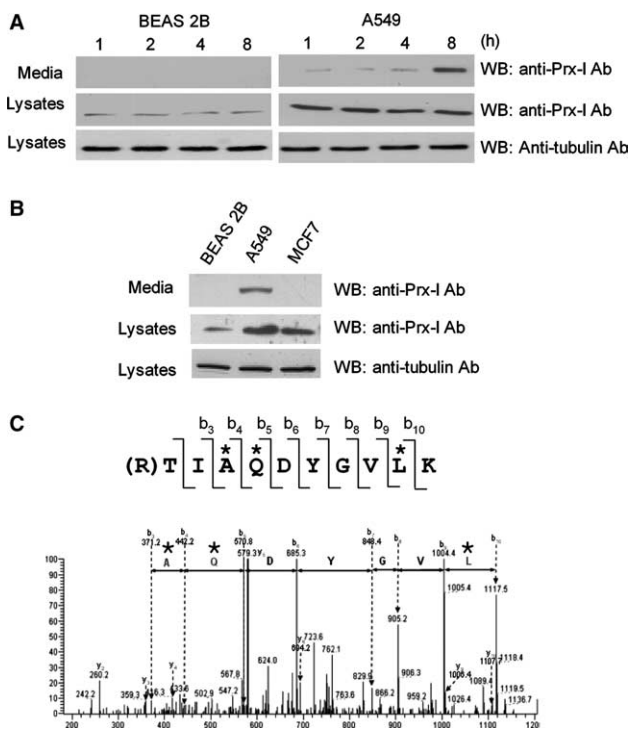 A
BEAS 2B A549
1 2 4 8 1 2 4 8 (h)
Media WB: anti-Prx-I Ab
Lysates WB: anti-Prx-I Ab
Lysates WB: Anti-tubulin Ab
B
BEAS 2B A549 MCF7
Media WB: anti-Prx-I Ab
Lysates WB: anti-Prx-I Ab
Lysates WB: anti-tubulin Ab
C
b3 b4 b5 b6 b7 b8 b9 b10
* * *
(R)TIAQDYGVLK
371.2 * 442.2 * 570.8 579.3 685.3 848.4 1004.4 *
A Q D Y G V L
100
90
80
70
60
50
40
30
20
10
0
1005.4
1117.5
905.2
723.6 762.1
624.0
260.2
567.8
829.9
906.3
1118.4
242.2 359.3 502.9 547.2 763.6 866.2 959.2 1026.4 1089.4 1119.5
1136.7
200 300 400 500 600 700 800 900 1000 1100